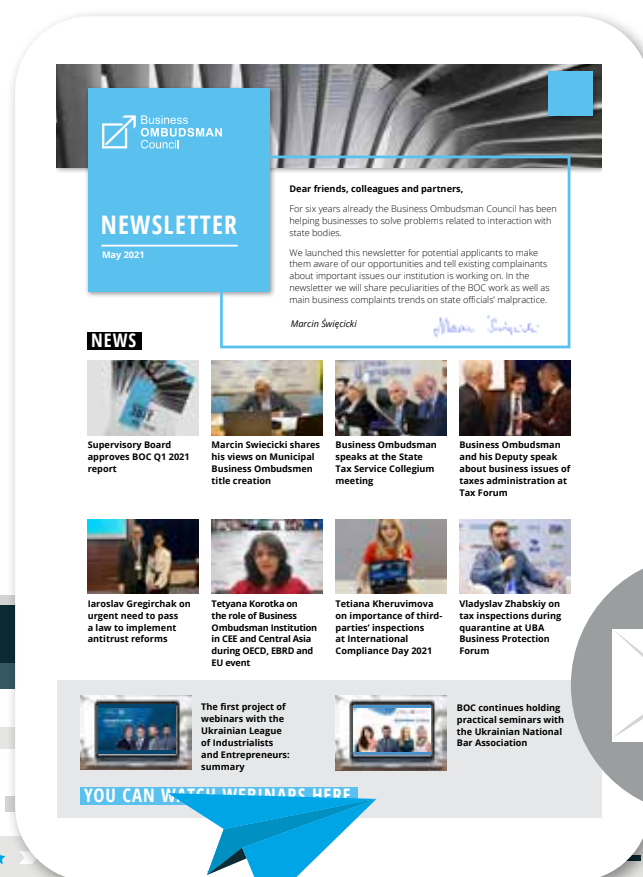 Business
OMBUDSMAN
Council
NEWSLETTER
May 2021
Dear friends, colleagues and partners,
For six years already the Business Ombudsman Council has been
helping businesses to solve problems related to interaction with
state bodies.
We launched this newsletter for potential applicants to make
them aware of our opportunities and tell existing complainants
about important issues our institution is working on. In the
newsletter we will share peculiarities of the BOC work as well as
main business complaints trends on state officials' malpractice.
Marcin Święcicki
NEWS
Supervisory Board
approves BOC Q1 2021
report
Marcin Swiecicki shares
his views on Municipal
Business Ombudsmen
title creation
Business Ombudsman
speaks at the State
Tax Service Collegium
meeting
Business Ombudsman
and his Deputy speak
about business issues of
taxes administration at
Tax Forum
Iaroslav Gregirchak on
urgent need to pass
a law to implement
antitrust reforms
Tetyana Korotka on
the role of Business
Ombudsman Institution
in CEE and Central Asia
during OECD, EBRD and
EU event
Tetiana Kheruvimova
on importance of third-
parties' inspections
at International
Compliance Day 2021
Vladyslav Zhabskiy on
tax inspections during
quarantine at UBA
Business Protection
Forum
The first project of
webinars with the
Ukrainian League
of Industrialists
and Entrepreneurs:
summary
BOC continues holding
practical seminars with
the Ukrainian National
Bar Association
YOU CAN WATCH WEBINARS HERE